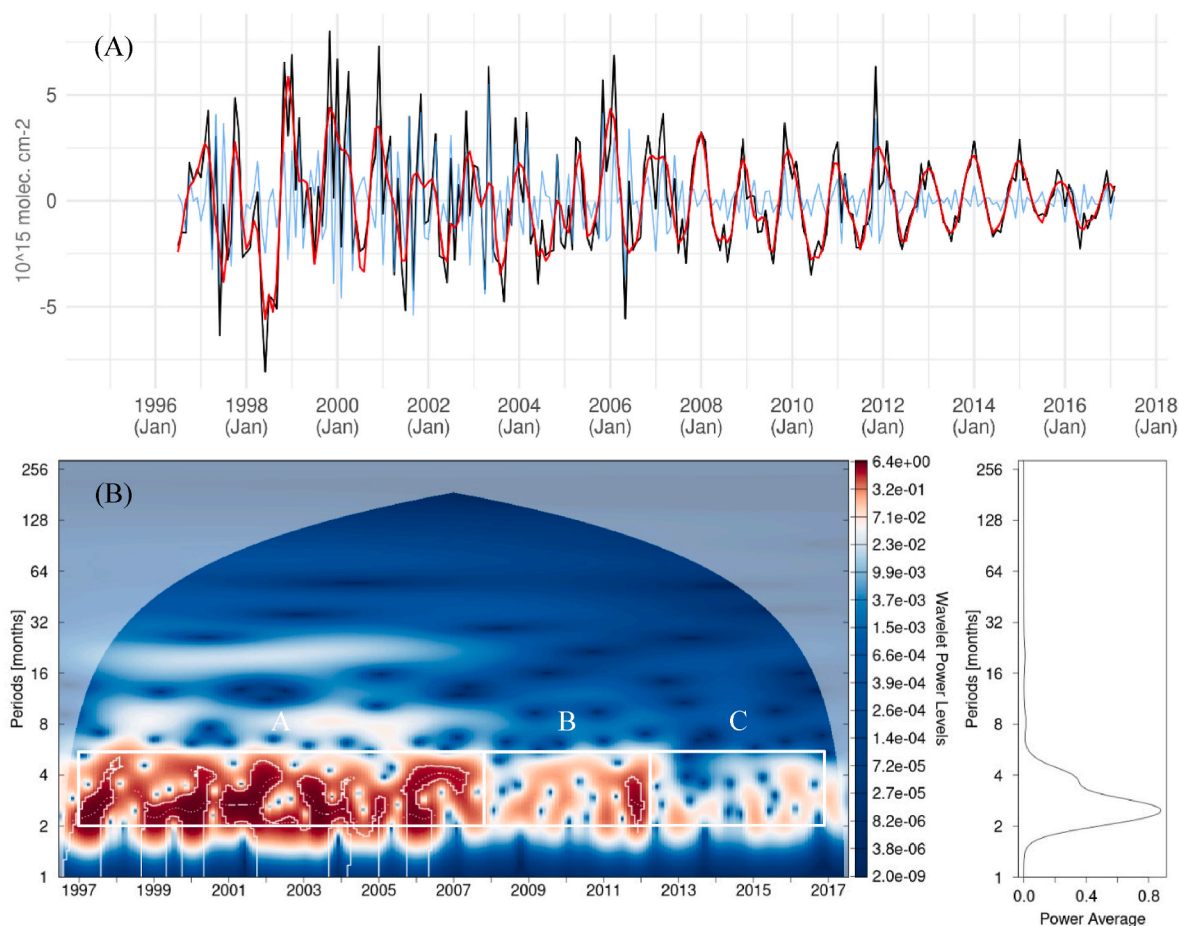 (A)
10^15 molec. cm-2
5
0
-5
1996 1998 2000 2002 2004 2006 2008 2010 2012 2014 2016 2018
(Jan) (Jan) (Jan) (Jan) (Jan) (Jan) (Jan) (Jan) (Jan) (Jan) (Jan) (Jan)
(B)
Periods [months]
256
128
64
32
16
8
4
2
1
A B C
1997 1999 2001 2003 2005 2007 2009 2011 2013 2015 2017
6.4e+00
3.2e-01
7.1e-02
2.3e-02
9.9e-03
3.7e-03
1.5e-03
6.6e-04
3.9e-04
2.6e-04
1.7e-04
7.2e-05
2.7e-05
8.2e-06
3.8e-06
2.0e-09
Wavelet Power Levels
Periods [months]
256
128
64
32
16
8
4
2
1
0.0 0.4 0.8
Power Average